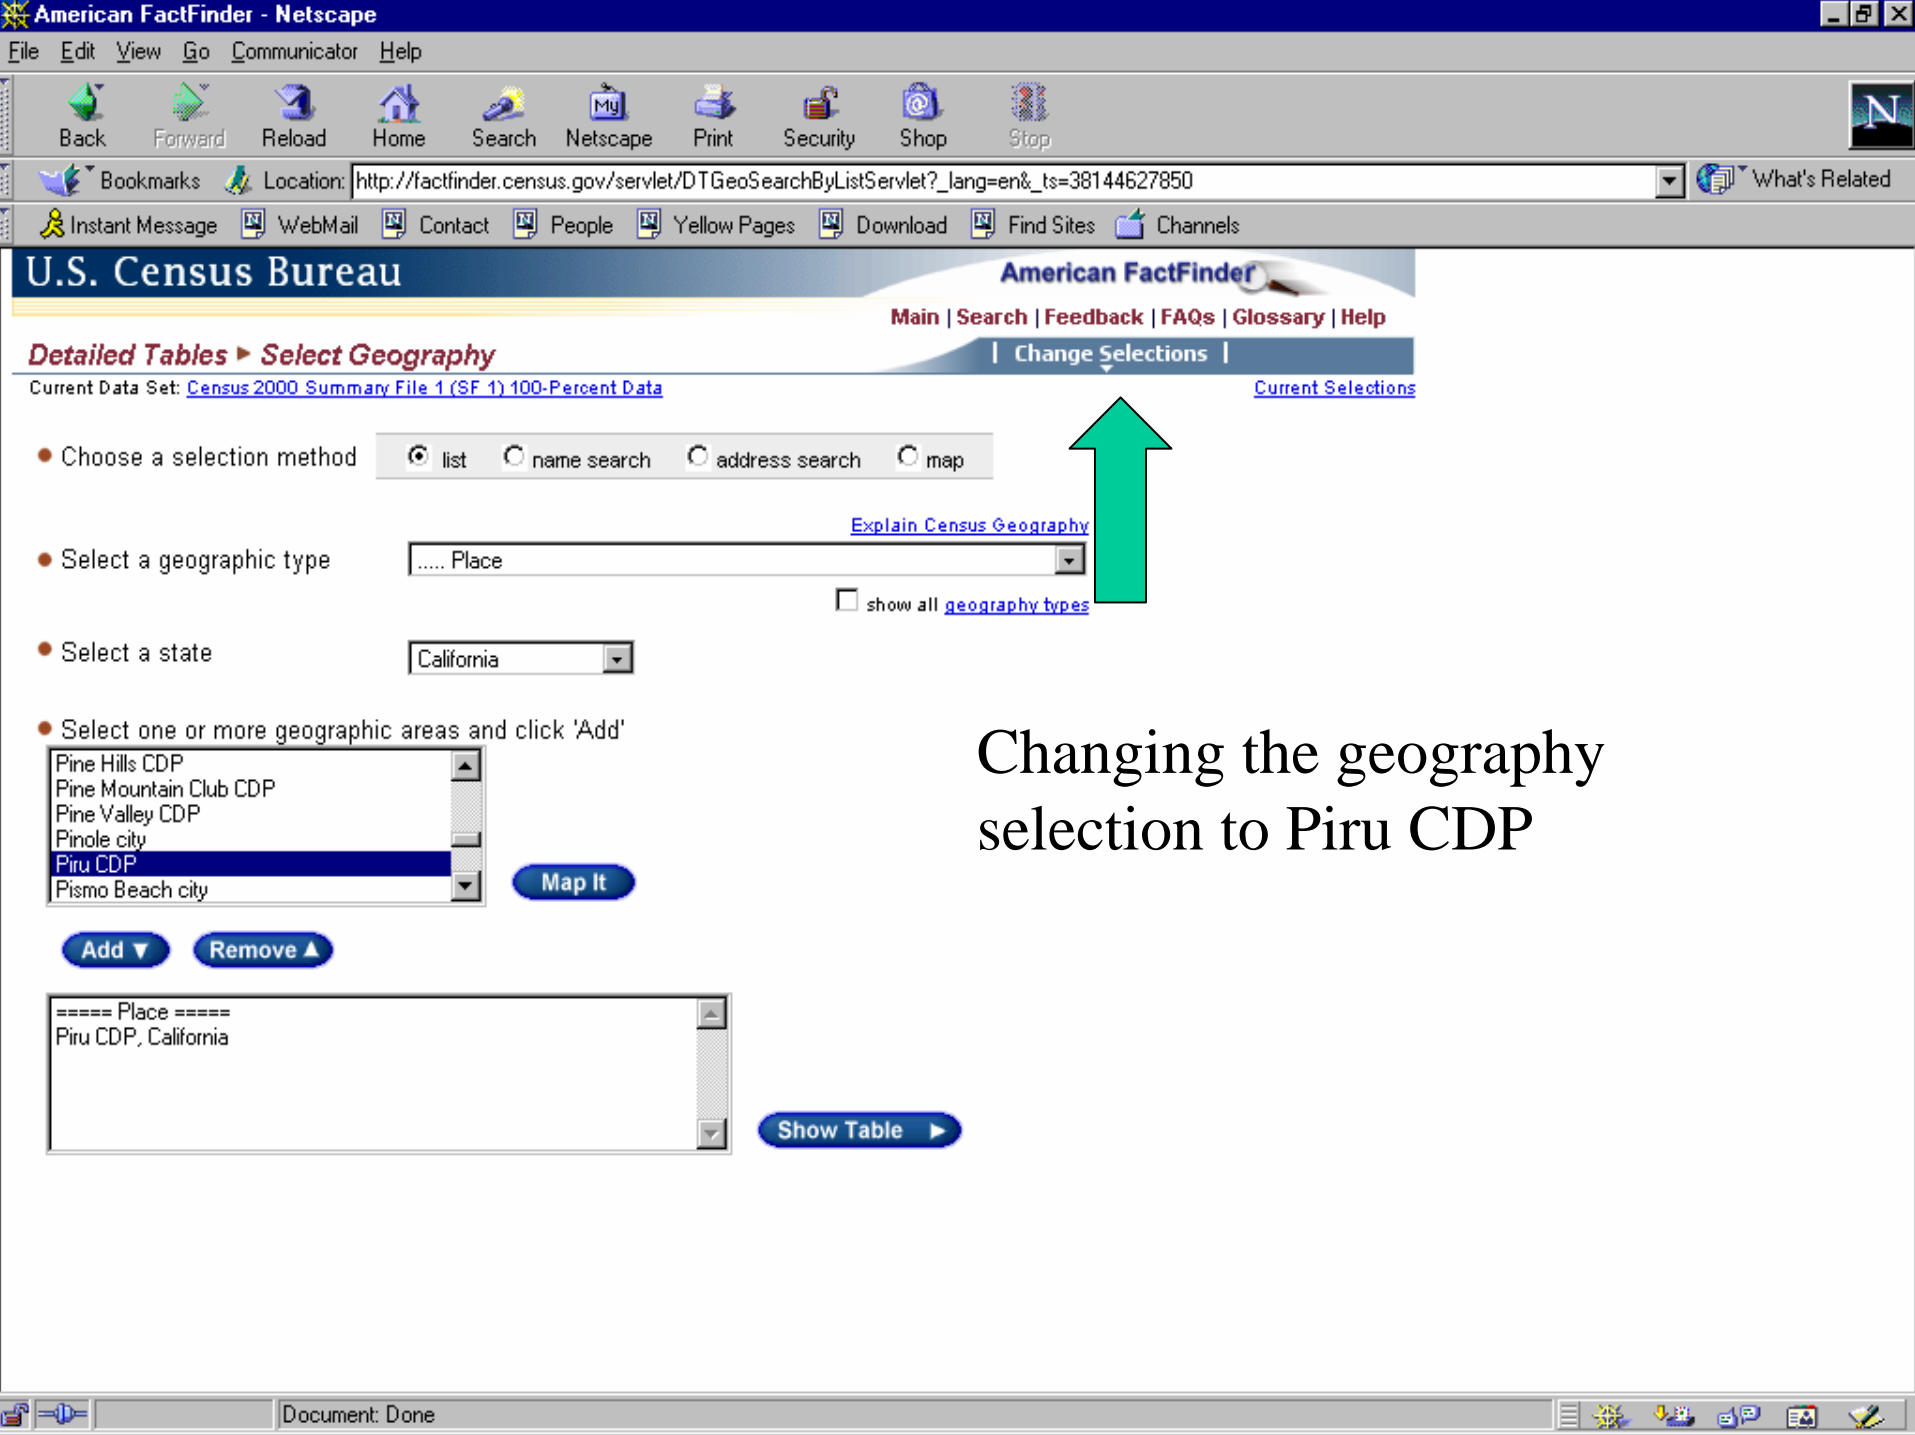 American FactFinder - Netscape
File Edit View Go Communicator Help
Back Forward Reload Home Search Netscape Print Security Shop Stop
My
N
Bookmarks Location: http://factfinder.census.gov/servlet/DTGeoSearchByListServlet?_lang=en&_ts=38144627850 What's Related
Instant Message WebMail Contact People Yellow Pages Download Find Sites Channels
U.S. Census Bureau
American FactFinder
Main | Search | Feedback | FAQs | Glossary | Help
Detailed Tables ► Select Geography
| Change Selections |
Current Data Set: Census 2000 Summary File 1 (SF 1) 100-Percent Data
Current Selections
• Choose a selection method list name search address search map
Explain Census Geography
• Select a geographic type ..... Place
show all geography types
• Select a state California
• Select one or more geographic areas and click 'Add'
Pine Hills CDP
Pine Mountain Club CDP
Pine Valley CDP
Pinole city
Piru CDP
Pismo Beach city
Map It
Add ▼ Remove ▲
===== Place =====
Piru CDP, California
Show Table ►
Changing the geography
selection to Piru CDP
Document: Done